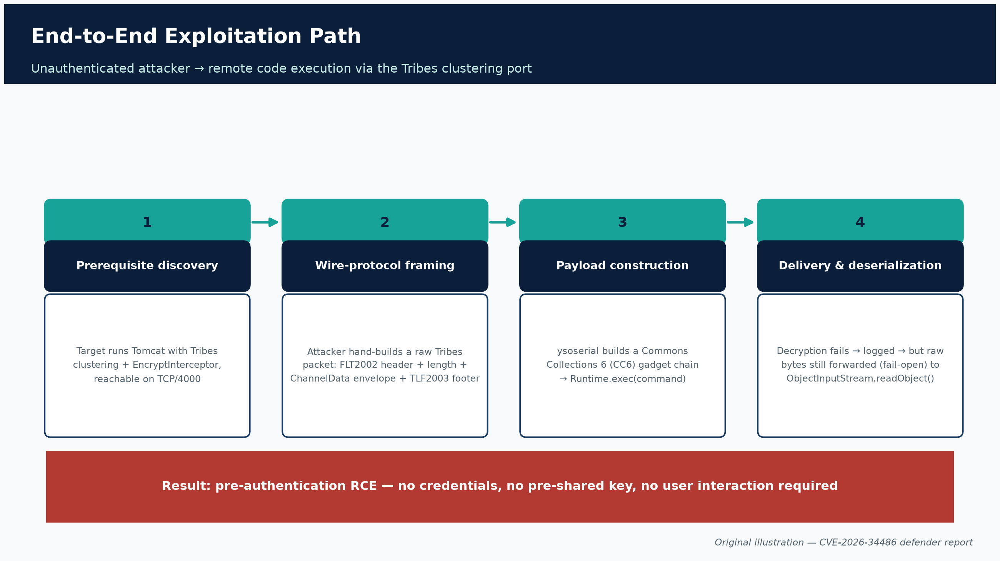 End-to-End Exploitation Path
Unauthenticated attacker → remote code execution via the Tribes clustering port
1
Prerequisite discovery
Target runs Tomcat with Tribes
clustering + EncryptInterceptor,
reachable on TCP/4000
2
Wire-protocol framing
Attacker hand-builds a raw Tribes
packet: FLT2002 header + length +
ChannelData envelope + TLF2003 footer
3
Payload construction
ysoserial builds a Commons
Collections 6 (CC6) gadget chain
→ Runtime.exec(command)
4
Delivery & deserialization
Decryption fails → logged → but raw
bytes still forwarded (fail-open) to
ObjectInputStream.readObject()
Result: pre-authentication RCE — no credentials, no pre-shared key, no user interaction required
Original illustration — CVE-2026-34486 defender report